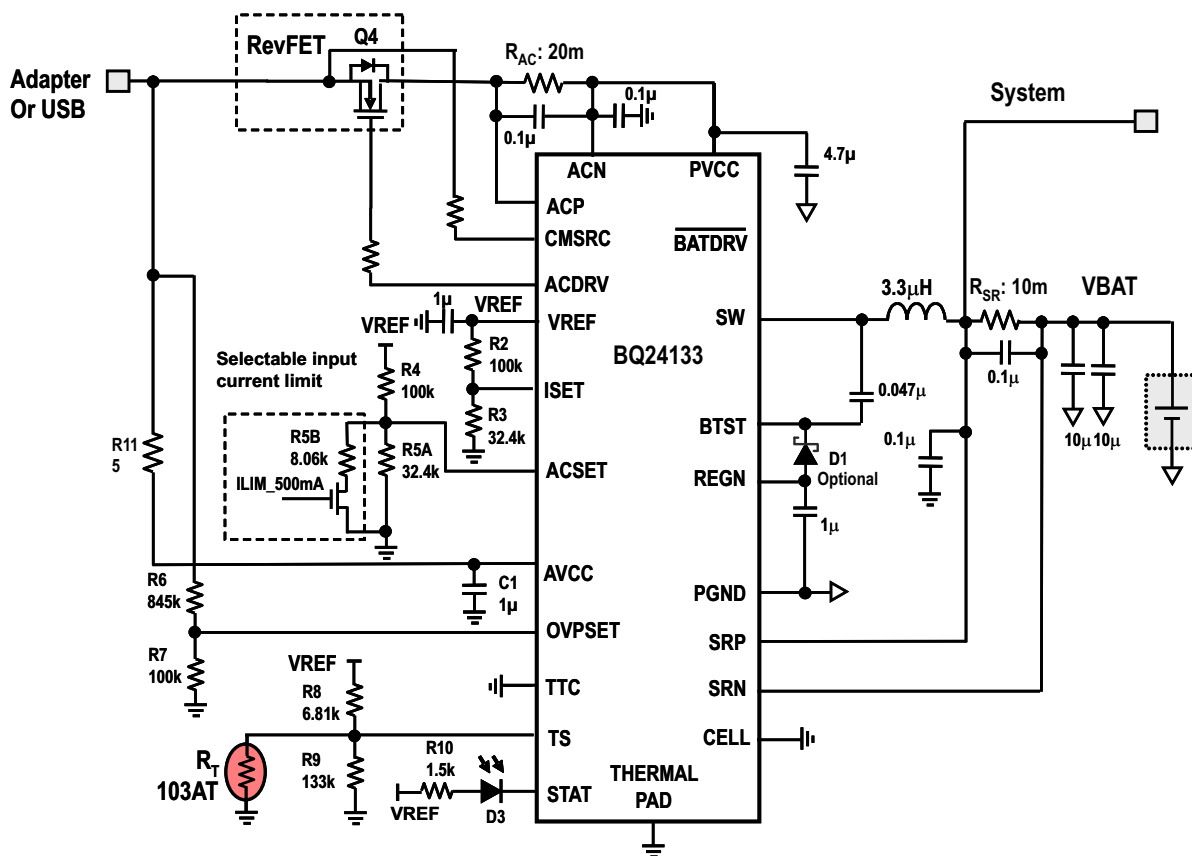 RevFET
Q4
RAC: 20m
Adapter
Or USB
0.1µ
0.1µ
System
ACN
PVCC
4.7µ
ACP
CMSRC
BATDRV
ACDRV
3.3µH
RSR: 10m
VBAT
1µ
VREF
VREF
VREF
SW
Selectable input
current limit
R4
100k
R2
100k
BQ24133
ISET
0.047µ
0.1µ
R3
32.4k
BTST
10µ
10µ
R11
5
R5B
8.06k
R5A
32.4k
ACSET
0.1µ
D1
Optional
REGN
ILIM_500mA
1µ
AVCC
R6
845k
C1
1µ
PGND
OVPSET
SRP
R7
100k
VREF
R8
6.81k
TTC
SRN
TS
CELL
RT
103AT
R9
133k
R10
1.5k
THERMAL
PAD
STAT
VREF
D3